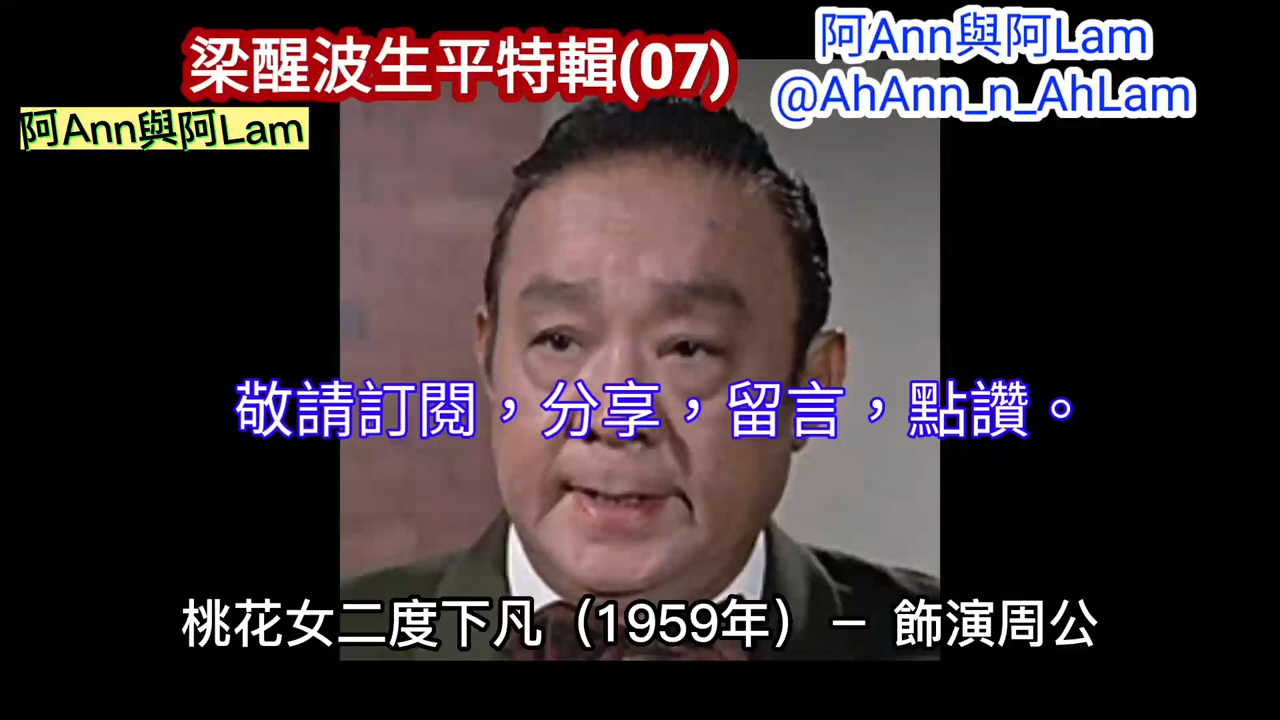 梁醒波生平特輯(07)
阿Ann與阿Lam
@AhAnn_n_AhLam
阿Ann與阿Lam
敬請訂閱，分享，留言，點讚。
桃花女二度下凡（1959年）－ 飾演周公